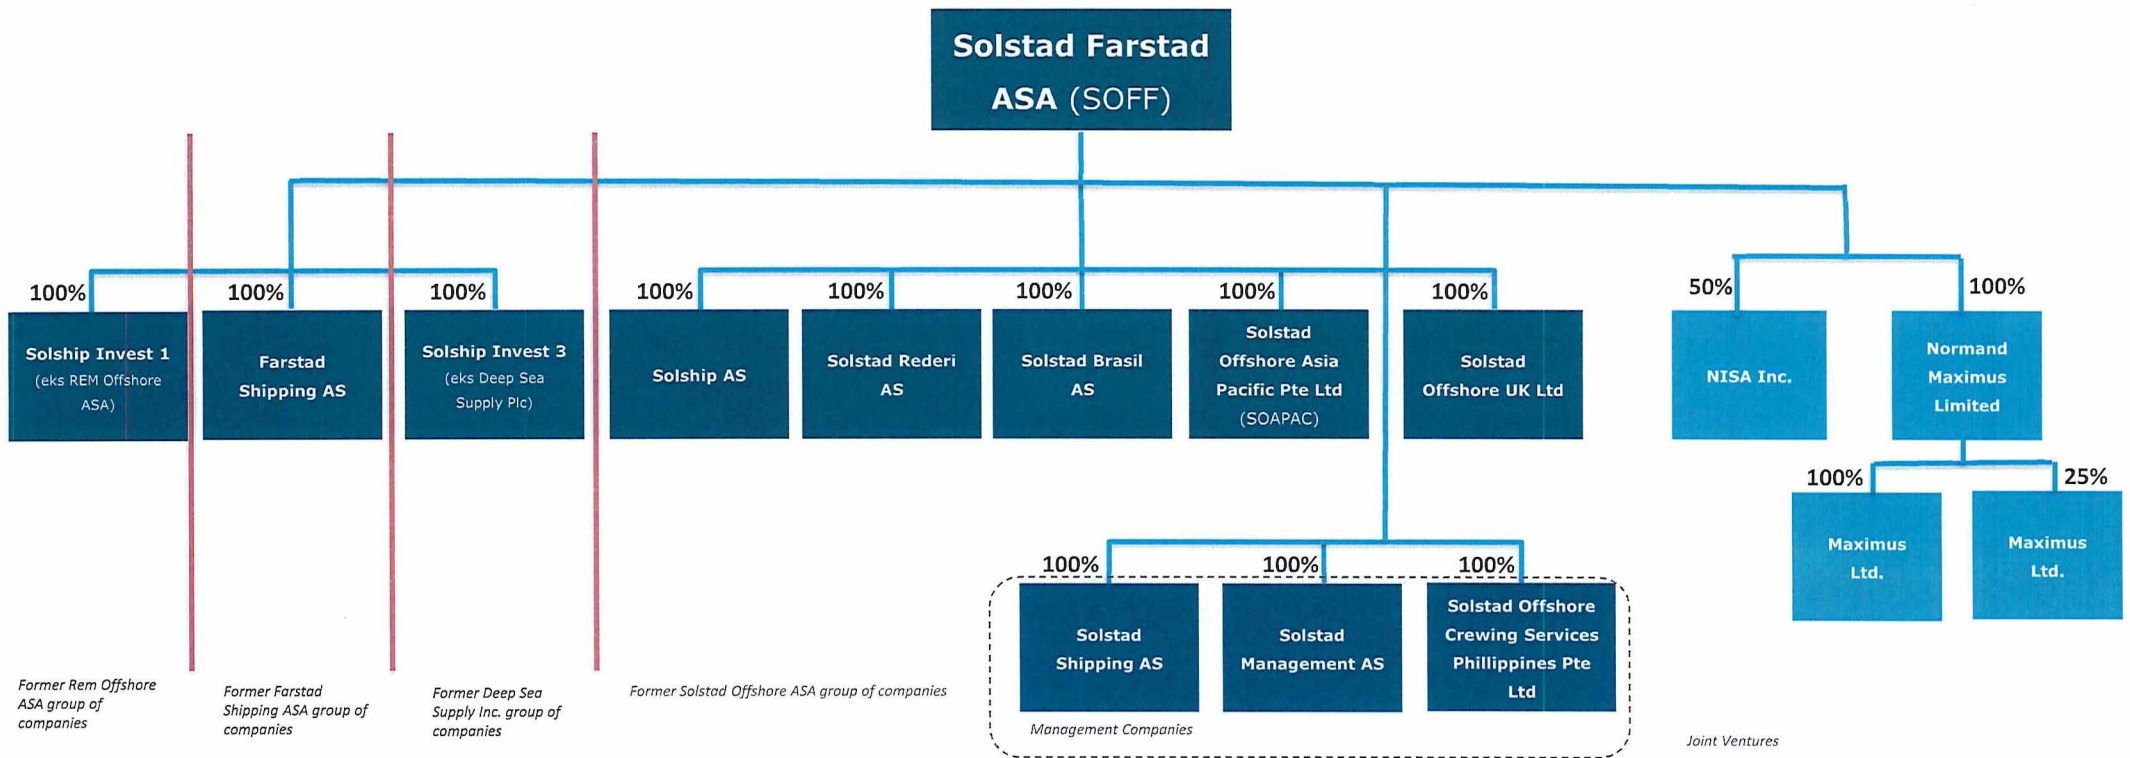 Solstad Farstad
ASA (SOFF)
100%
100%
100%
100%
100%
100%
100%
100%
50%
100%
Solship Invest 1
(eks REM Offshore
ASA)
Farstad
Shipping AS
Solship Invest 3
(eks Deep Sea
Supply Plc)
Solship AS
Solstad Rederi
AS
Solstad Brasil
AS
Solstad
Offshore Asia
Pacific Pte Ltd
(SOAPAC)
Solstad
Offshore UK Ltd
NISA Inc.
Normand
Maximus
Limited
100%
25%
Maximus
Ltd.
Maximus
Ltd.
100%
100%
100%
Solstad
Shipping AS
Solstad
Management AS
Solstad Offshore
Crewing Services
Phillippines Pte
Ltd
Former Rem Offshore
ASA group of
companies
Former Farstad
Shipping ASA group of
companies
Former Deep Sea
Supply Inc. group of
companies
Former Solstad Offshore ASA group of companies
Management Companies
Joint Ventures